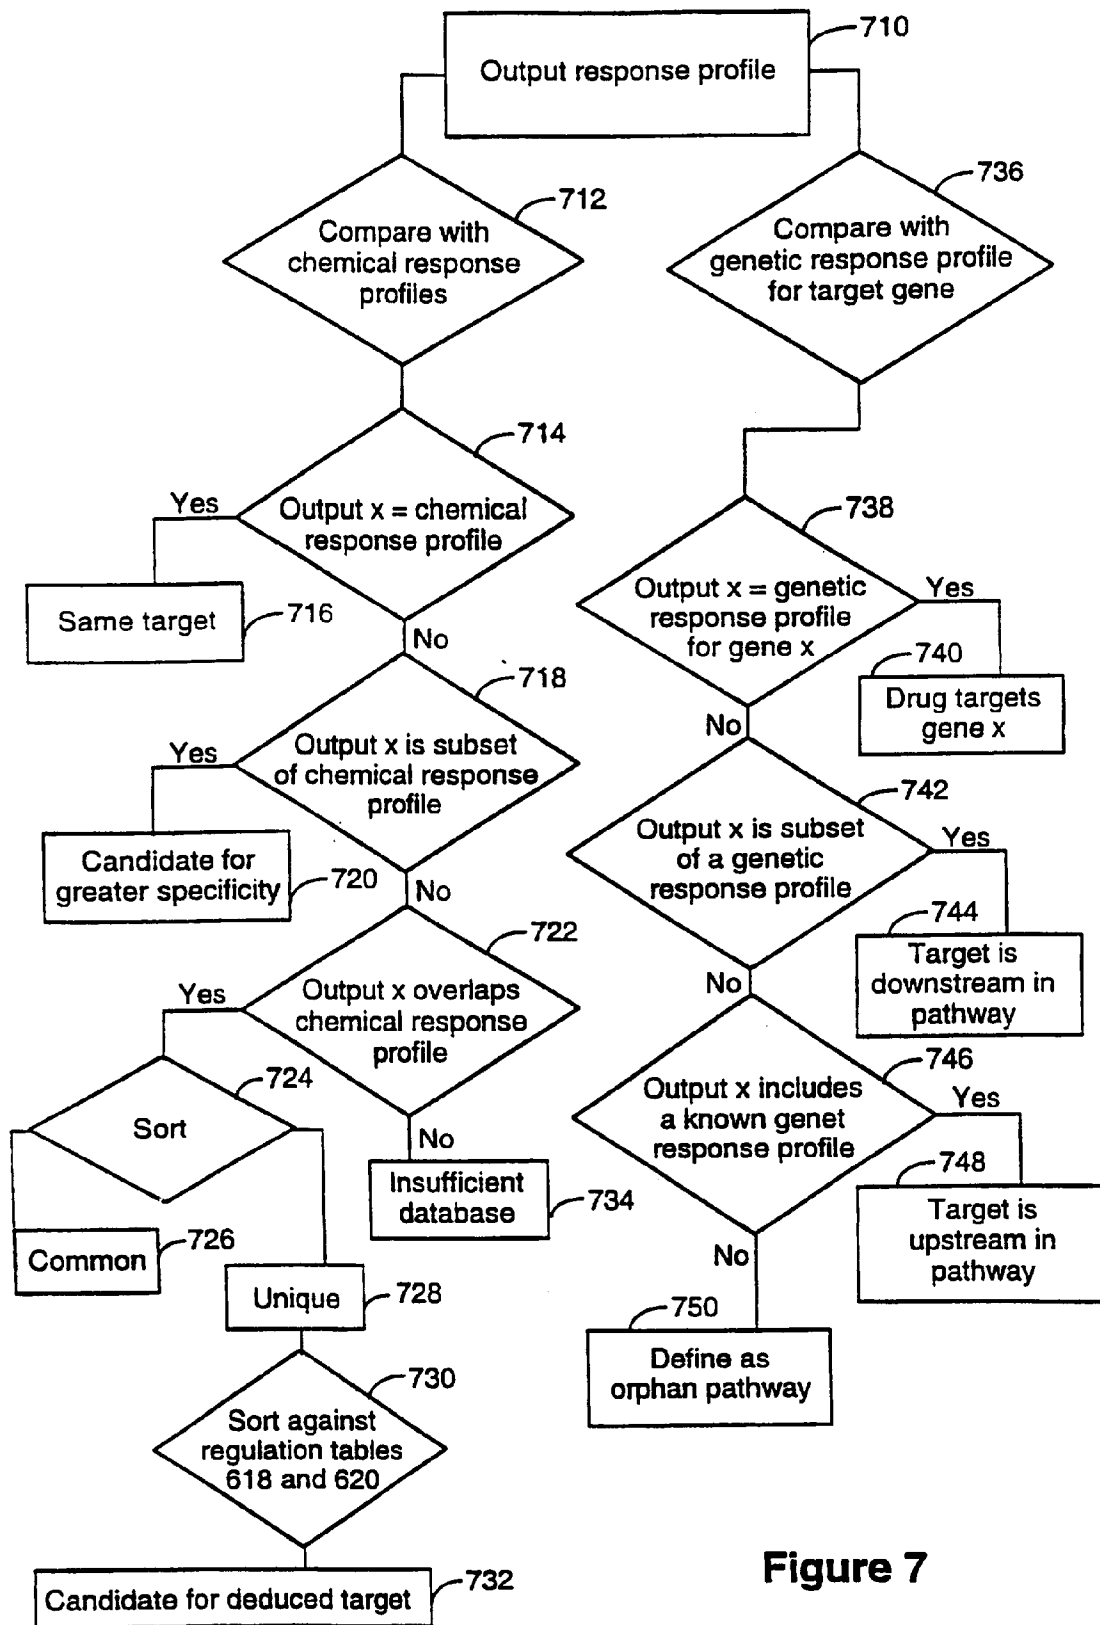 710
Output response profile
712
Compare with
chemical response
profiles
736
Compare with
genetic response profile
for target gene
714
Yes
Output x = chemical
response profile
Same target
716
No
738
Output x = genetic
response profile
for gene x
Yes
740
Drug targets
gene x
No
718
Yes
Output x is subset
of chemical response
profile
Candidate for
greater specificity
720
No
742
Output x is subset
of a genetic
response profile
Yes
744
Target is
downstream in
pathway
No
722
Yes
Output x overlaps
chemical response
profile
724
Sort
No
Insufficient
database
734
Common
726
Unique
728
746
Output x includes
a known genet
response profile
Yes
748
Target is
upstream in
pathway
No
750
Define as
orphan pathway
730
Sort against
regulation tables
618 and 620
Candidate for deduced target
732
Figure 7